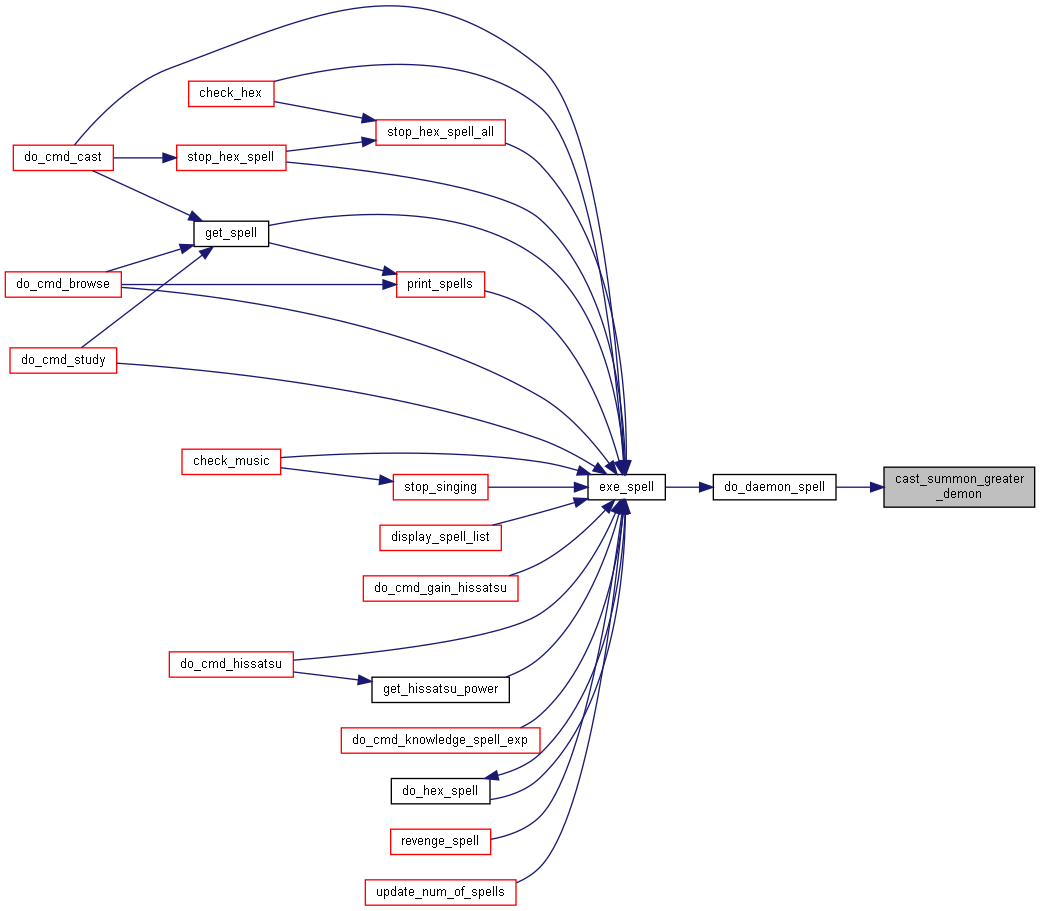 check_hex
stop_hex_spell_all
do_cmd_cast
stop_hex_spell
get_spell
do_cmd_browse
print_spells
do_cmd_study
check_music
stop_singing
exe_spell
do_daemon_spell
cast_summon_greater
_demon
display_spell_list
do_cmd_gain_hissatsu
do_cmd_hissatsu
get_hissatsu_power
do_cmd_knowledge_spell_exp
do_hex_spell
revenge_spell
update_num_of_spells